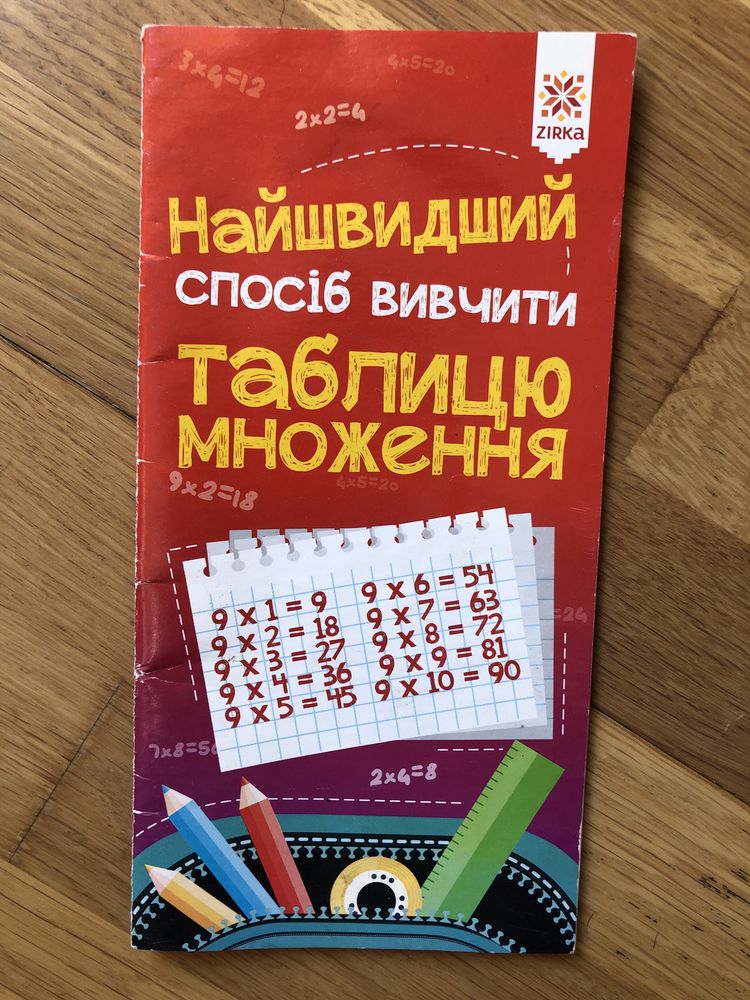 3x4=12
4x5=20
2x2=4
ZIRKa
Найшвидший
спосіб вивчити
таблицю
множення
9x2=18
4x5=20
9 x 1 = 9
9 x 2 = 18
9 x 3 = 27
9 x 4 = 36
9 x 5 = 45
9 x 6 = 54
9 x 7 = 63
9 x 8 = 72
9 x 9 = 81
9 x 10 = 90
=24
7x8=56
2x4=8